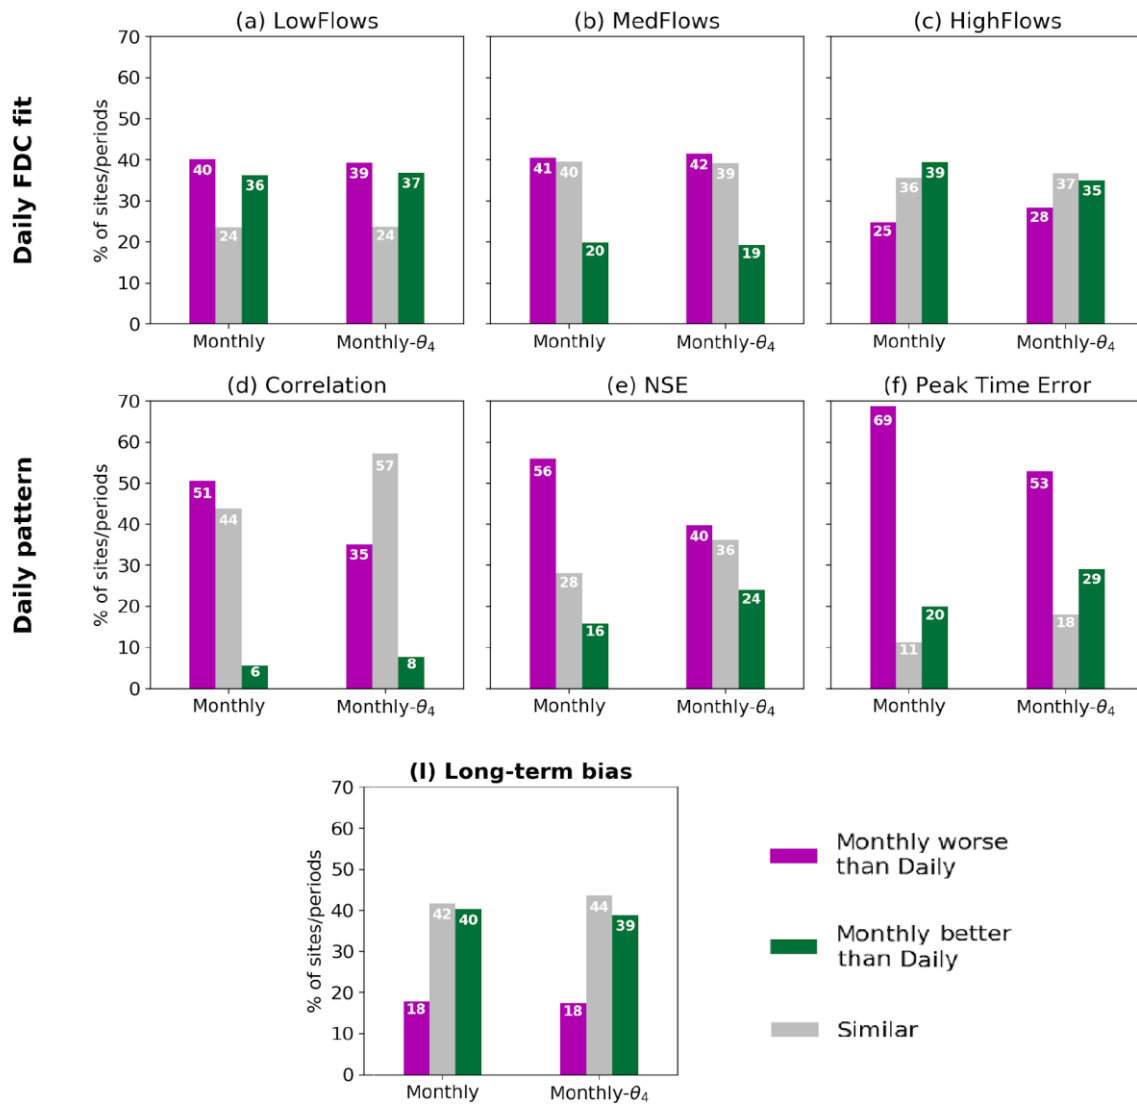 (a) LowFlows
(b) MedFlows
(c) HighFlows
Daily FDC fit
% of sites/periods
70
60
50
40
30
20
10
0
40
24
36
39
24
37
Monthly
Monthly-θ4
41
40
20
42
39
19
Monthly
Monthly-θ4
25
36
39
28
37
35
Monthly
Monthly-θ4
(d) Correlation
(e) NSE
(f) Peak Time Error
Daily pattern
% of sites/periods
70
60
50
40
30
20
10
0
51
44
6
35
57
8
Monthly
Monthly-θ4
56
28
16
40
36
24
Monthly
Monthly-θ4
69
11
20
53
18
29
Monthly
Monthly-θ4
(l) Long-term bias
% of sites/periods
70
60
50
40
30
20
10
0
18
42
40
18
44
39
Monthly
Monthly-θ4
Monthly worse
than Daily
Monthly better
than Daily
Similar